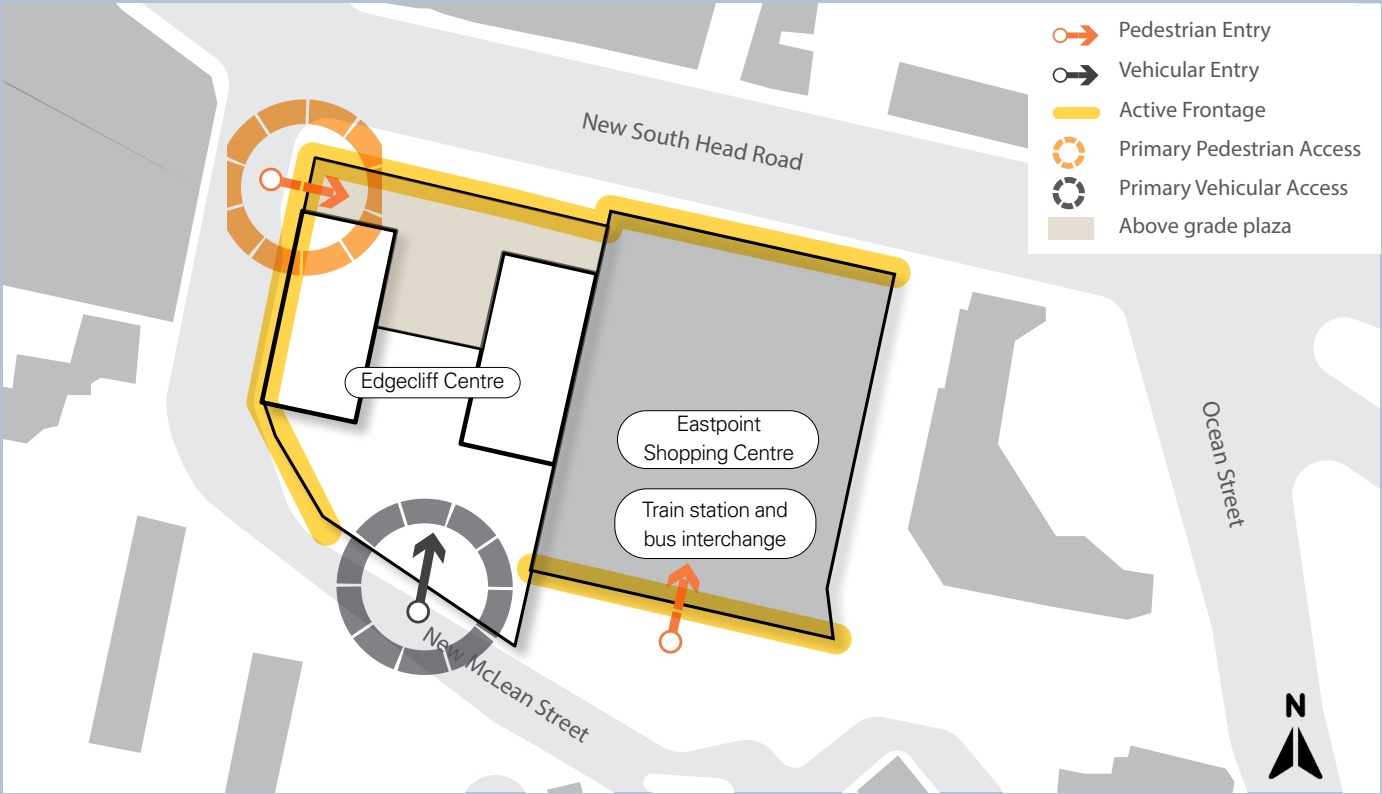 Pedestrian Entry
Vehicular Entry
Active Frontage
Primary Pedestrian Access
Primary Vehicular Access
Above grade plaza
New South Head Road
Edgecliff Centre
Eastpoint
Shopping Centre
Train station and
bus interchange
Ocean Street
New McLean Street
N